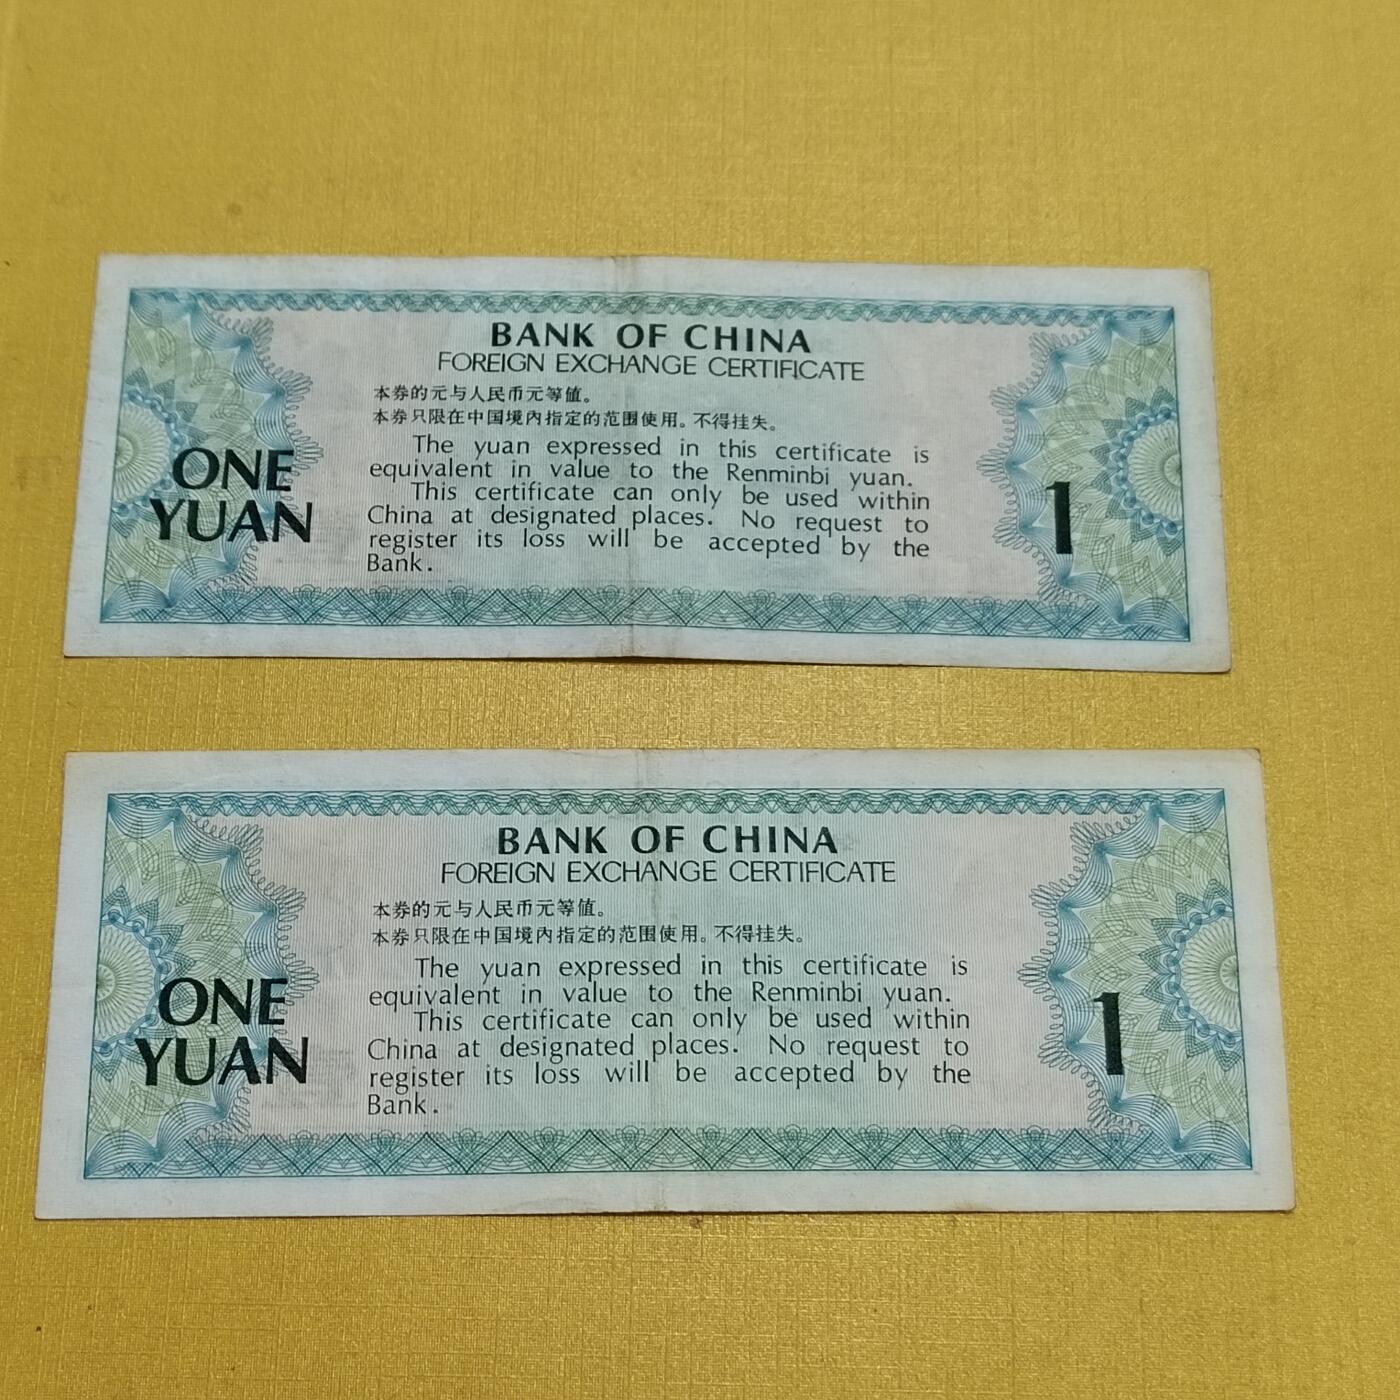 BANK OF CHINA
FOREIGN EXCHANGE CERTIFICATE
本券的元与人民币元等值。
本券只限在中国境内指定的范围使用。不得挂失。
The yuan expressed in this certificate is
equivalent in value to the Renminbi yuan.
This certificate can only be used within
China at designated places. No request to
register its loss will be accepted by the
Bank.
ONE
YUAN
1
BANK OF CHINA
FOREIGN EXCHANGE CERTIFICATE
本券的元与人民币元等值。
本券只限在中国境内指定的范围使用。不得挂失。
The yuan expressed in this certificate is
equivalent in value to the Renminbi yuan.
This certificate can only be used within
China at designated places. No request to
register its loss will be accepted by the
Bank.
ONE
YUAN
1